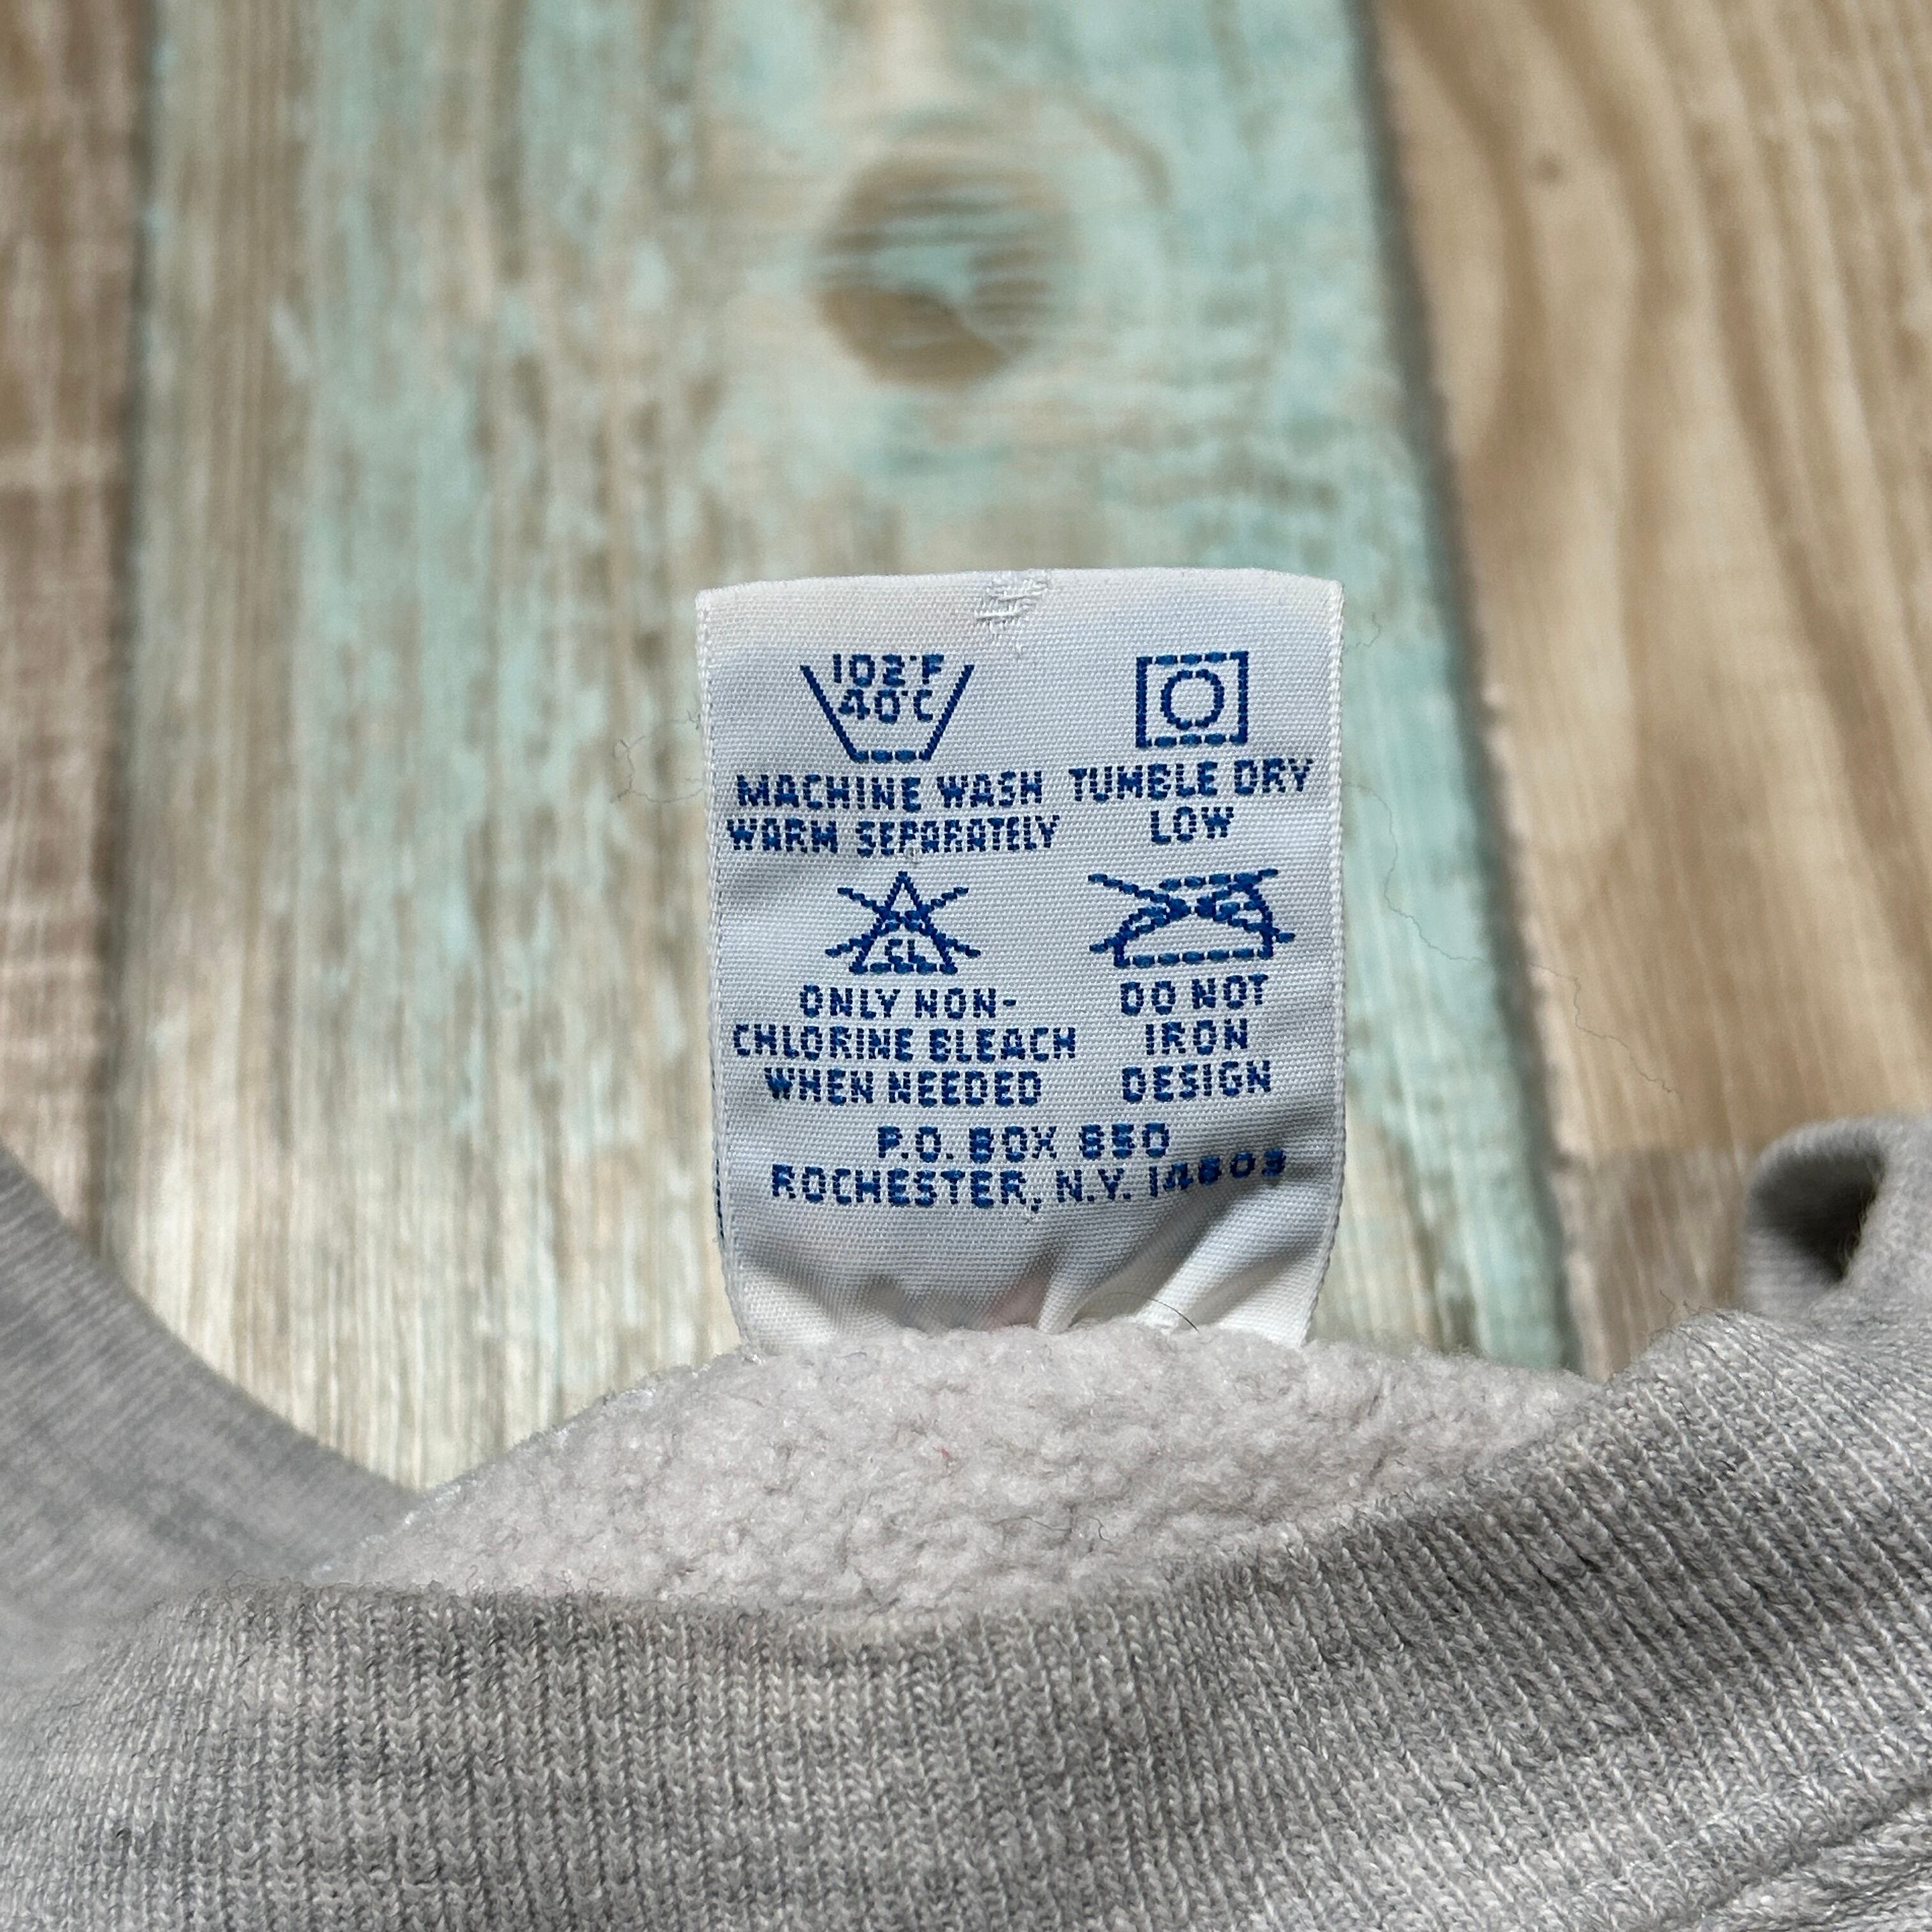 102°F
40°C
MACHINE WASH
WARM SEPARATELY
TUMBLE DRY
LOW
CL
ONLY NON-
CHLORINE BLEACH
WHEN NEEDED
DO NOT
IRON
DESIGN
P.O. BOX 850
ROCHESTER, N.Y. 14603